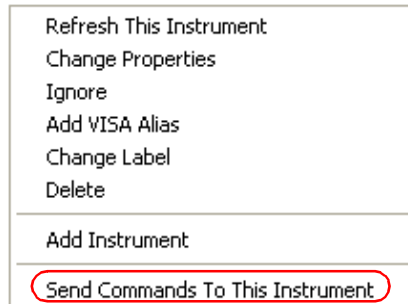 Refresh This Instrument
Change Properties
Ignore
Add VISA Alias
Change Label
Delete
Add Instrument
Send Commands To This Instrument